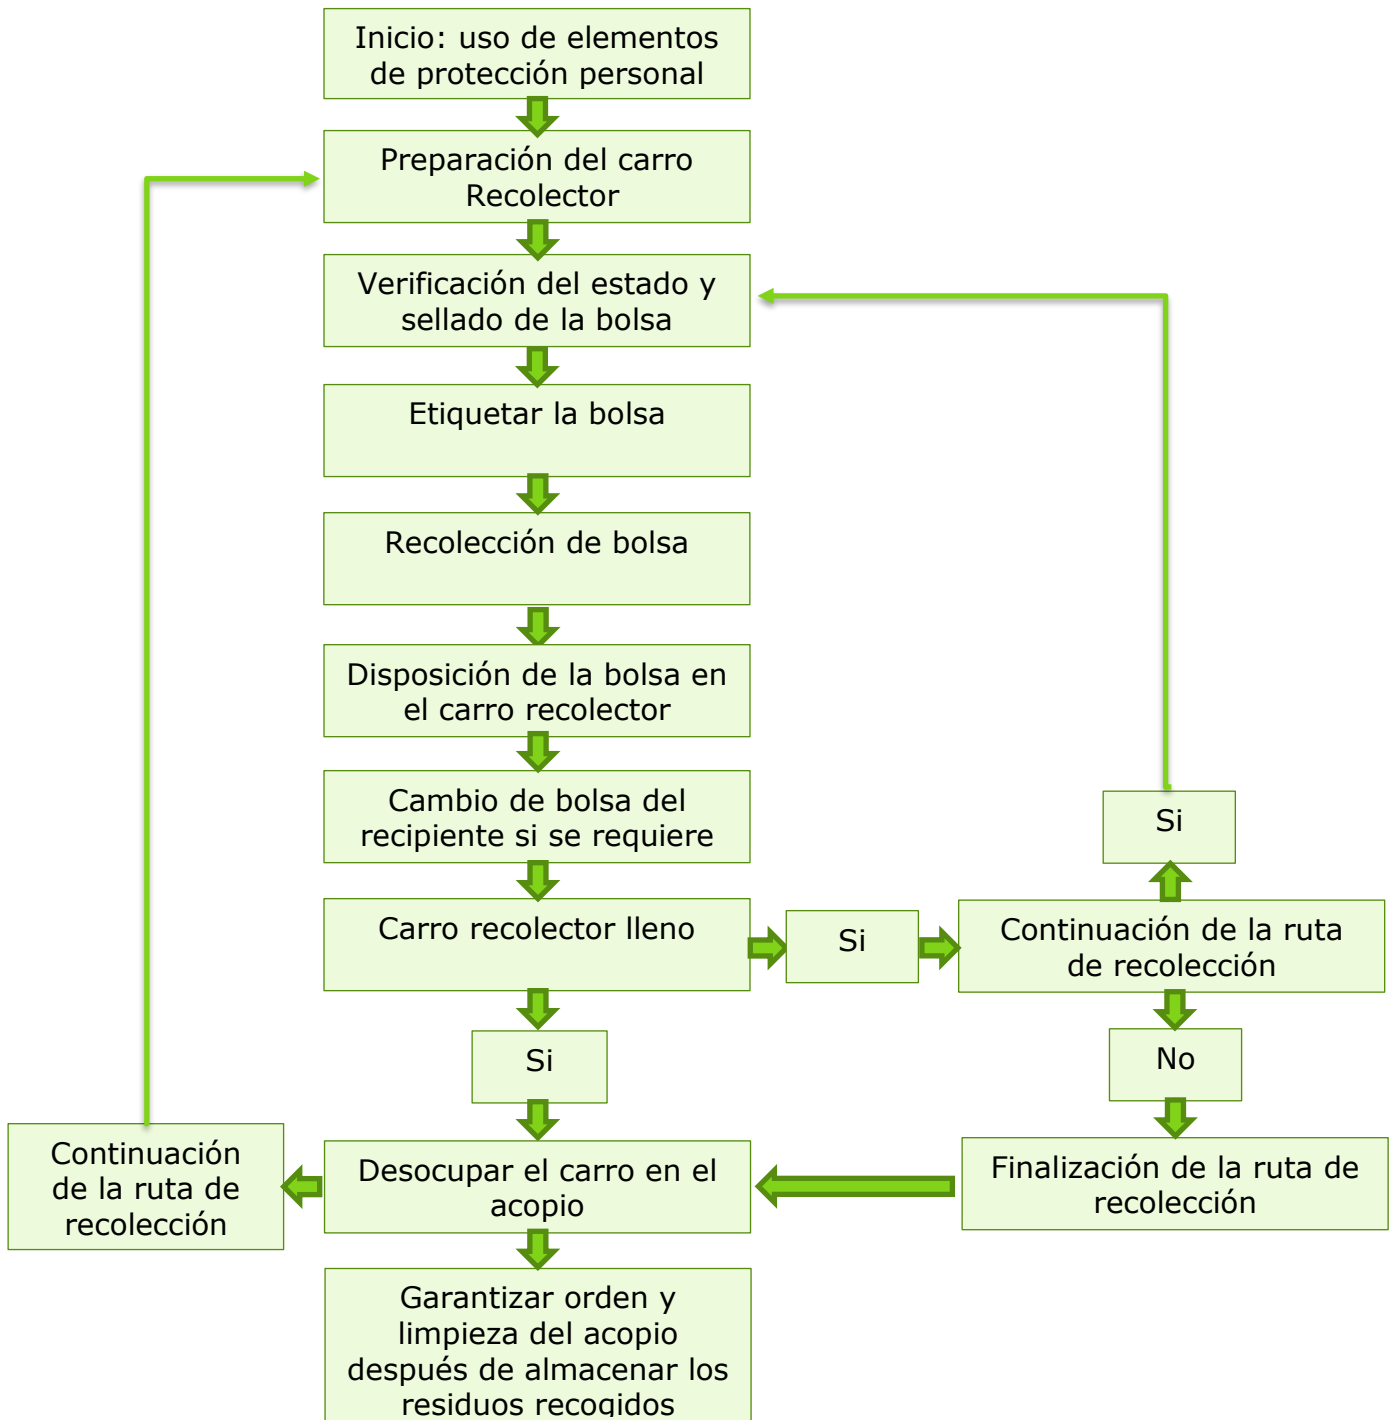 Inicio: uso de elementos
de protección personal
Preparación del carro
Recolector
Verificación del estado y
sellado de la bolsa
Etiquetar la bolsa
Recolección de bolsa
Disposición de la bolsa en
el carro recolector
Cambio de bolsa del
recipiente si se requiere
Si
Carro recolector lleno
Si
Continuación de la ruta
de recolección
Si
No
Continuación
de la ruta de
recolección
Desocupar el carro en el
acopio
Finalización de la ruta de
recolección
Garantizar orden y
limpieza del acopio
después de almacenar los
residuos recogidos